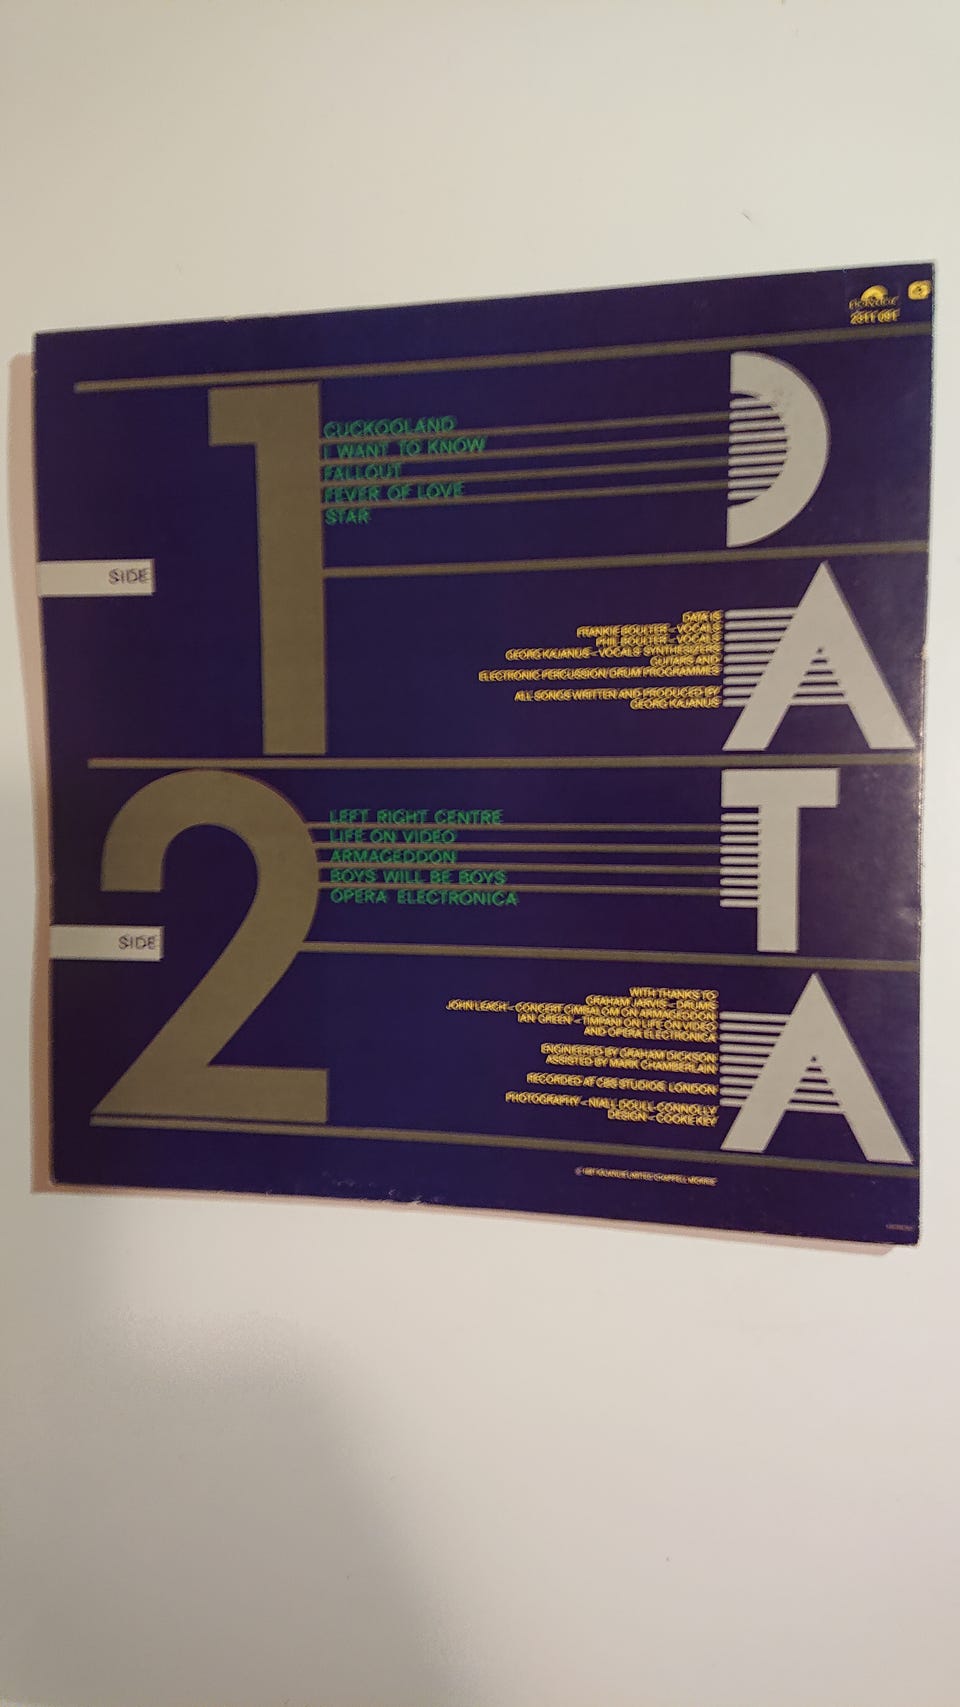 polydor
2311 091
DATA
SIDE
1
CUCKOOLAND
I WANT TO KNOW
FALLOUT
FEVER OF LOVE
STAR
DATA IS
FRANKIE BOULTER – VOCALS
PHIL BOULTER – VOCALS
GEORG KAJANUS – VOCALS SYNTHESIZERS
GUITARS AND
ELECTRONIC PERCUSSION/DRUM PROGRAMMES
ALL SONGS WRITTEN AND PRODUCED BY
GEORG KAJANUS
SIDE
2
LEFT RIGHT CENTRE
LIFE ON VIDEO
ARMAGEDDON
BOYS WILL BE BOYS
OPERA ELECTRONICA
WITH THANKS TO
GRAHAM JARVIS – DRUMS
JOHN LEACH – CONCERT CIMBALOM ON ARMAGEDDON
IAN GREEN – TIMPANI ON LIFE ON VIDEO
AND OPERA ELECTRONICA
ENGINEERED BY GRAHAM DICKSON
ASSISTED BY MARK CHAMBERLAIN
RECORDED AT CBS STUDIOS, LONDON
PHOTOGRAPHY – NIALL DOULL-CONNOLLY
DESIGN – COOKE KEY